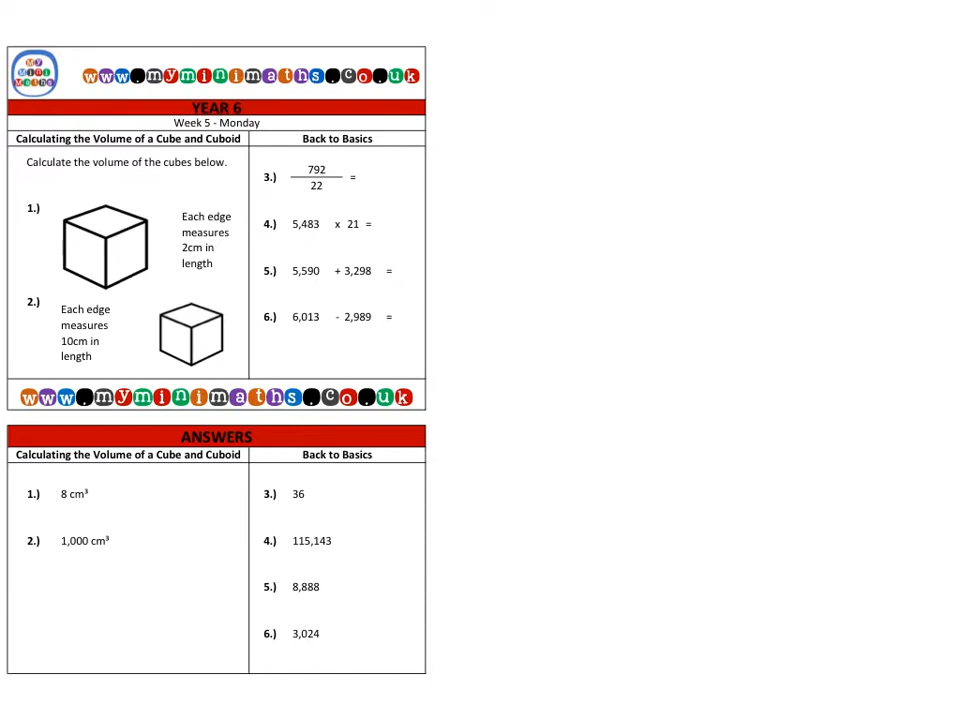 My
Mini
Maths
www.myminimaths.co.uk
YEAR 6
Week 5 - Monday
Calculating the Volume of a Cube and Cuboid
Back to Basics
Calculate the volume of the cubes below.
1.)
Each edge
measures
2cm in
length
2.)
Each edge
measures
10cm in
length
3.) 792
22 =
4.) 5,483 x 21 =
5.) 5,590 + 3,298 =
6.) 6,013 - 2,989 =
www.myminimaths.co.uk
ANSWERS
Calculating the Volume of a Cube and Cuboid
Back to Basics
1.) 8 cm³
2.) 1,000 cm³
3.) 36
4.) 115,143
5.) 8,888
6.) 3,024